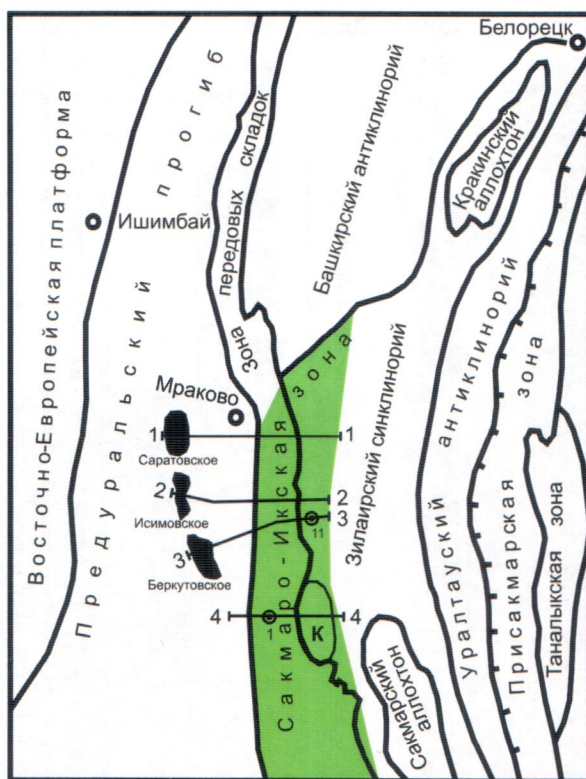 Белорецк
Восточно-Европейская платформа
Предуральский прогиб
Ишимбай
Зона передовых складок
Башкирский антиклинорий
Кракинский
аллохтон
Мраково
1 1
Саратовское
2 2
Исимовское
3 3
11
Беркутовское
4 4
1
К
Сакмаро-Икская зона
Зилаирский синклинорий
Сакмарский
аллохтон
Уралтауский антиклинорий
Присакмарская зона
Таналыкская зона